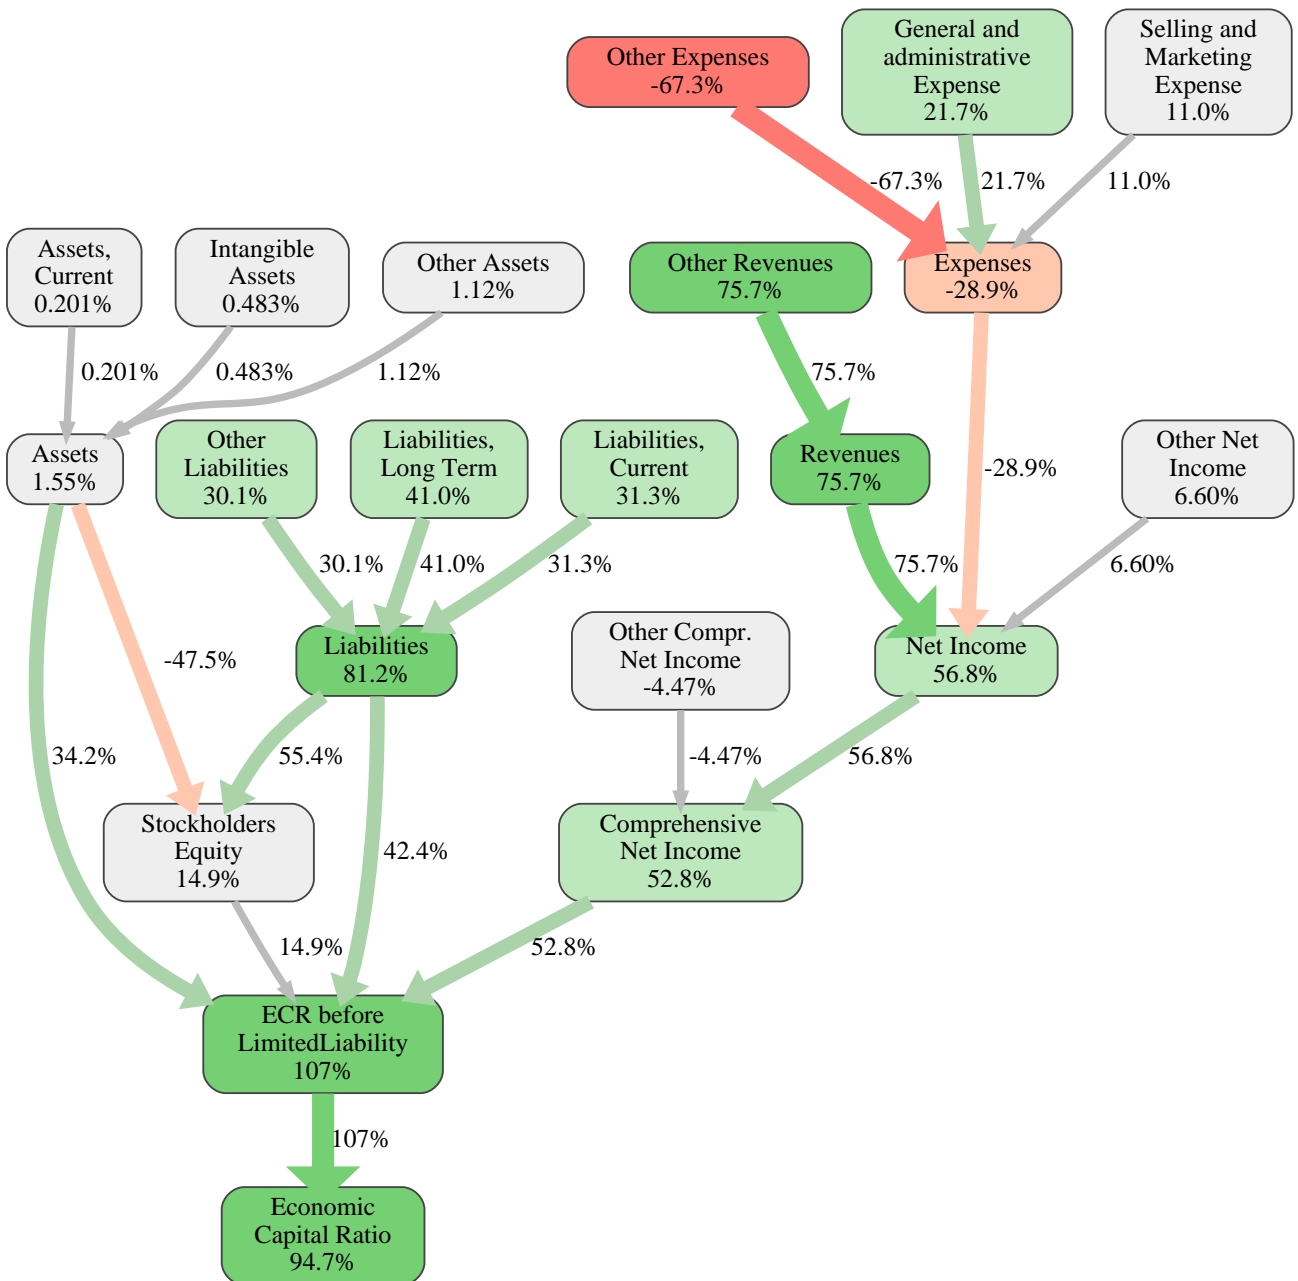 Other Expenses
-67.3%
General and
administrative
Expense
21.7%
Selling and
Marketing
Expense
11.0%
-67.3%
21.7%
11.0%
Assets,
Current
0.201%
Intangible
Assets
0.483%
Other Assets
1.12%
Other Revenues
75.7%
Expenses
-28.9%
0.201%
0.483%
1.12%
75.7%
Assets
1.55%
Other
Liabilities
30.1%
Liabilities,
Long Term
41.0%
Liabilities,
Current
31.3%
Revenues
75.7%
-28.9%
Other Net
Income
6.60%
30.1%
41.0%
31.3%
75.7%
6.60%
-47.5%
Liabilities
81.2%
Other Compr.
Net Income
-4.47%
Net Income
56.8%
34.2%
55.4%
-4.47%
56.8%
Stockholders
Equity
14.9%
42.4%
Comprehensive
Net Income
52.8%
14.9%
52.8%
ECR before
LimitedLiability
107%
107%
Economic
Capital Ratio
94.7%